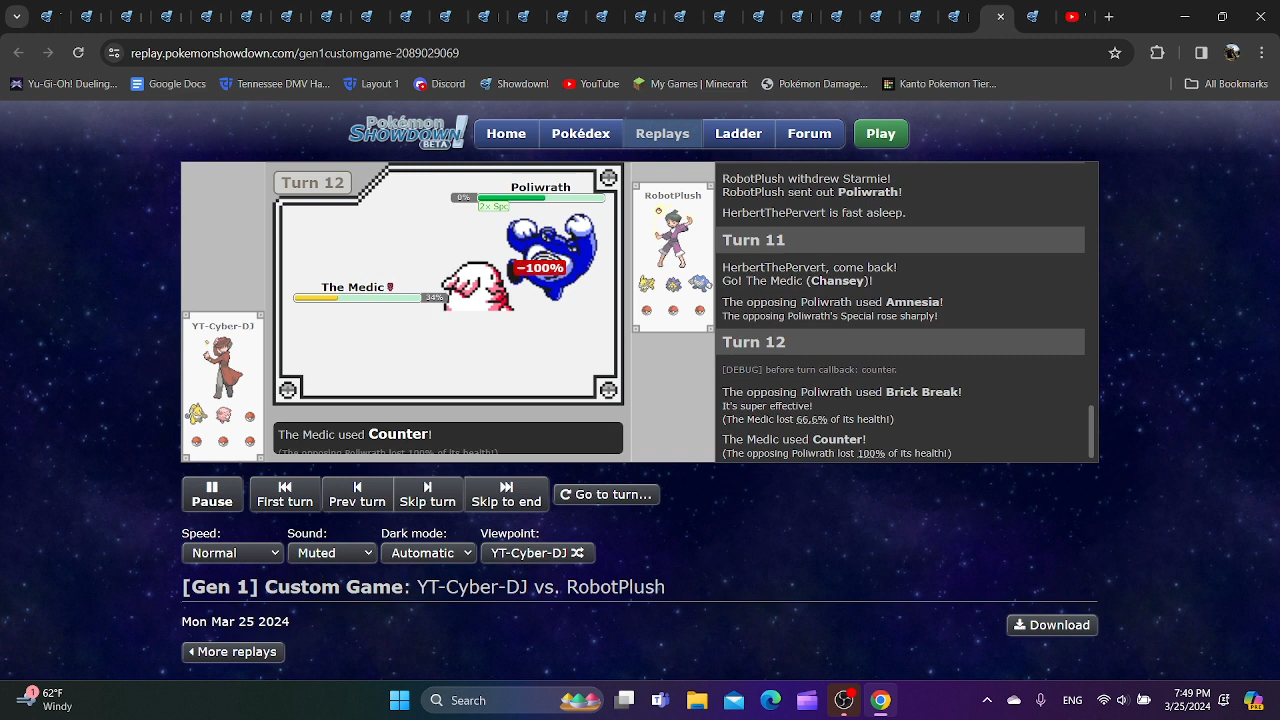 replay.pokemonshowdown.com/gen1customgame-2089029069
Yu-Gi-Oh! Dueling...
Google Docs
Tennessee DMV Ha...
Layout 1
Discord
Showdown!
YouTube
My Games | Minecraft
Pokémon Damage...
Kanto Pokemon Tier...
All Bookmarks
Pokémon
SHOWDOWN!
BETA
Home
Pokédex
Replays
Ladder
Forum
Play
Turn 12
Poliwrath
0%
2× Spc
−100%
The Medic
34%
YT-Cyber-DJ
RobotPlush
The Medic used Counter!
(The opposing Poliwrath lost 100% of its health!)
RobotPlush withdrew Starmie!
RobotPlush sent out Poliwrath!
HerbertThePervert is fast asleep.
Turn 11
HerbertThePervert, come back!
Go! The Medic (Chansey)!
The opposing Poliwrath used Amnesia!
The opposing Poliwrath's Special rose sharply!
Turn 12
[DEBUG] before turn callback: counter.
The opposing Poliwrath used Brick Break!
It's super effective!
(The Medic lost 66.6% of its health!)
The Medic used Counter!
(The opposing Poliwrath lost 100% of its health!)
Pause
First turn
Prev turn
Skip turn
Skip to end
Go to turn...
Speed:
Sound:
Dark mode:
Viewpoint:
Normal
Muted
Automatic
YT-Cyber-DJ
[Gen 1] Custom Game: YT-Cyber-DJ vs. RobotPlush
Mon Mar 25 2024
Download
More replays
1
62°F
Windy
Search
ENG
7:49 PM
3/25/2024